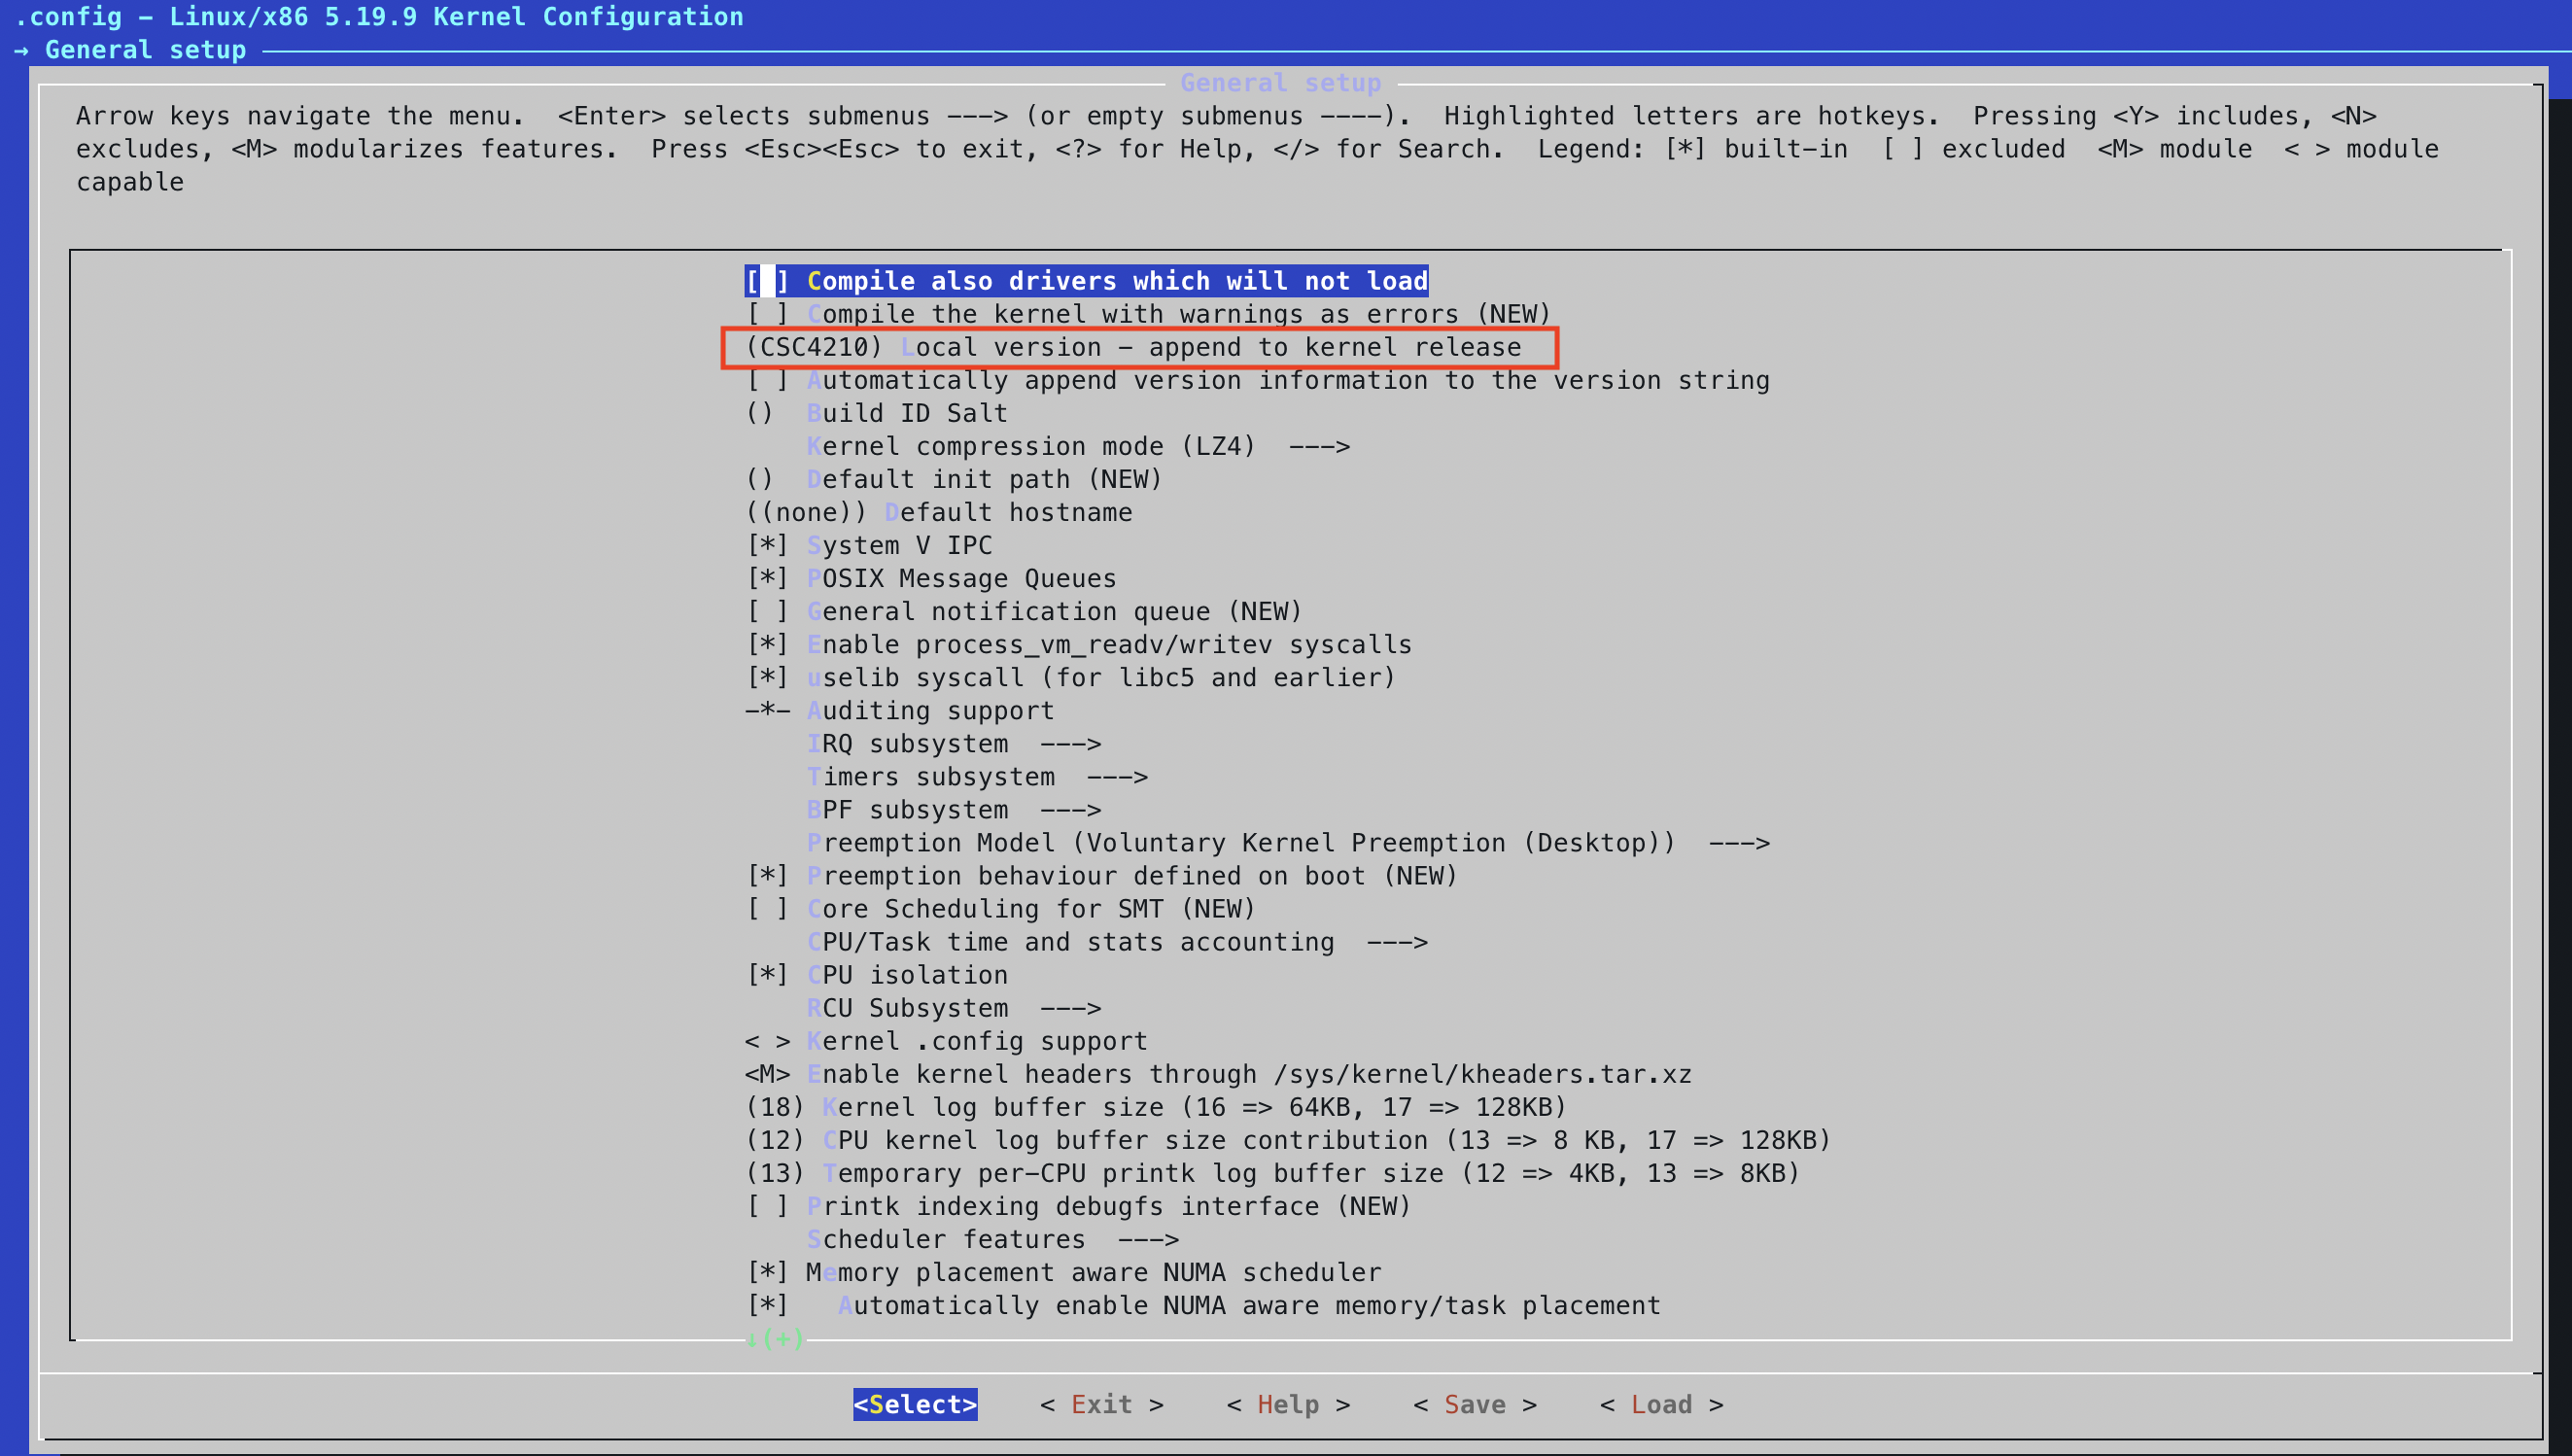 .config - Linux/x86 5.19.9 Kernel Configuration
→ General setup
General setup
Arrow keys navigate the menu.  <Enter> selects submenus ---> (or empty submenus ----).  Highlighted letters are hotkeys.  Pressing <Y> includes, <N>
excludes, <M> modularizes features.  Press <Esc><Esc> to exit, <?> for Help, </> for Search.  Legend: [*] built-in  [ ] excluded  <M> module  < > module
capable
[ ] Compile also drivers which will not load
[ ] Compile the kernel with warnings as errors (NEW)
(CSC4210) Local version - append to kernel release
[ ] Automatically append version information to the version string
()  Build ID Salt
    Kernel compression mode (LZ4)  --->
()  Default init path (NEW)
((none)) Default hostname
[*] System V IPC
[*] POSIX Message Queues
[ ] General notification queue (NEW)
[*] Enable process_vm_readv/writev syscalls
[*] uselib syscall (for libc5 and earlier)
-*- Auditing support
    IRQ subsystem  --->
    Timers subsystem  --->
    BPF subsystem  --->
    Preemption Model (Voluntary Kernel Preemption (Desktop))  --->
[*] Preemption behaviour defined on boot (NEW)
[ ] Core Scheduling for SMT (NEW)
    CPU/Task time and stats accounting  --->
[*] CPU isolation
    RCU Subsystem  --->
< > Kernel .config support
<M> Enable kernel headers through /sys/kernel/kheaders.tar.xz
(18) Kernel log buffer size (16 => 64KB, 17 => 128KB)
(12) CPU kernel log buffer size contribution (13 => 8 KB, 17 => 128KB)
(13) Temporary per-CPU printk log buffer size (12 => 4KB, 13 => 8KB)
[ ] Printk indexing debugfs interface (NEW)
    Scheduler features  --->
[*] Memory placement aware NUMA scheduler
[*]   Automatically enable NUMA aware memory/task placement
↓(+)
<Select>    < Exit >    < Help >    < Save >    < Load >